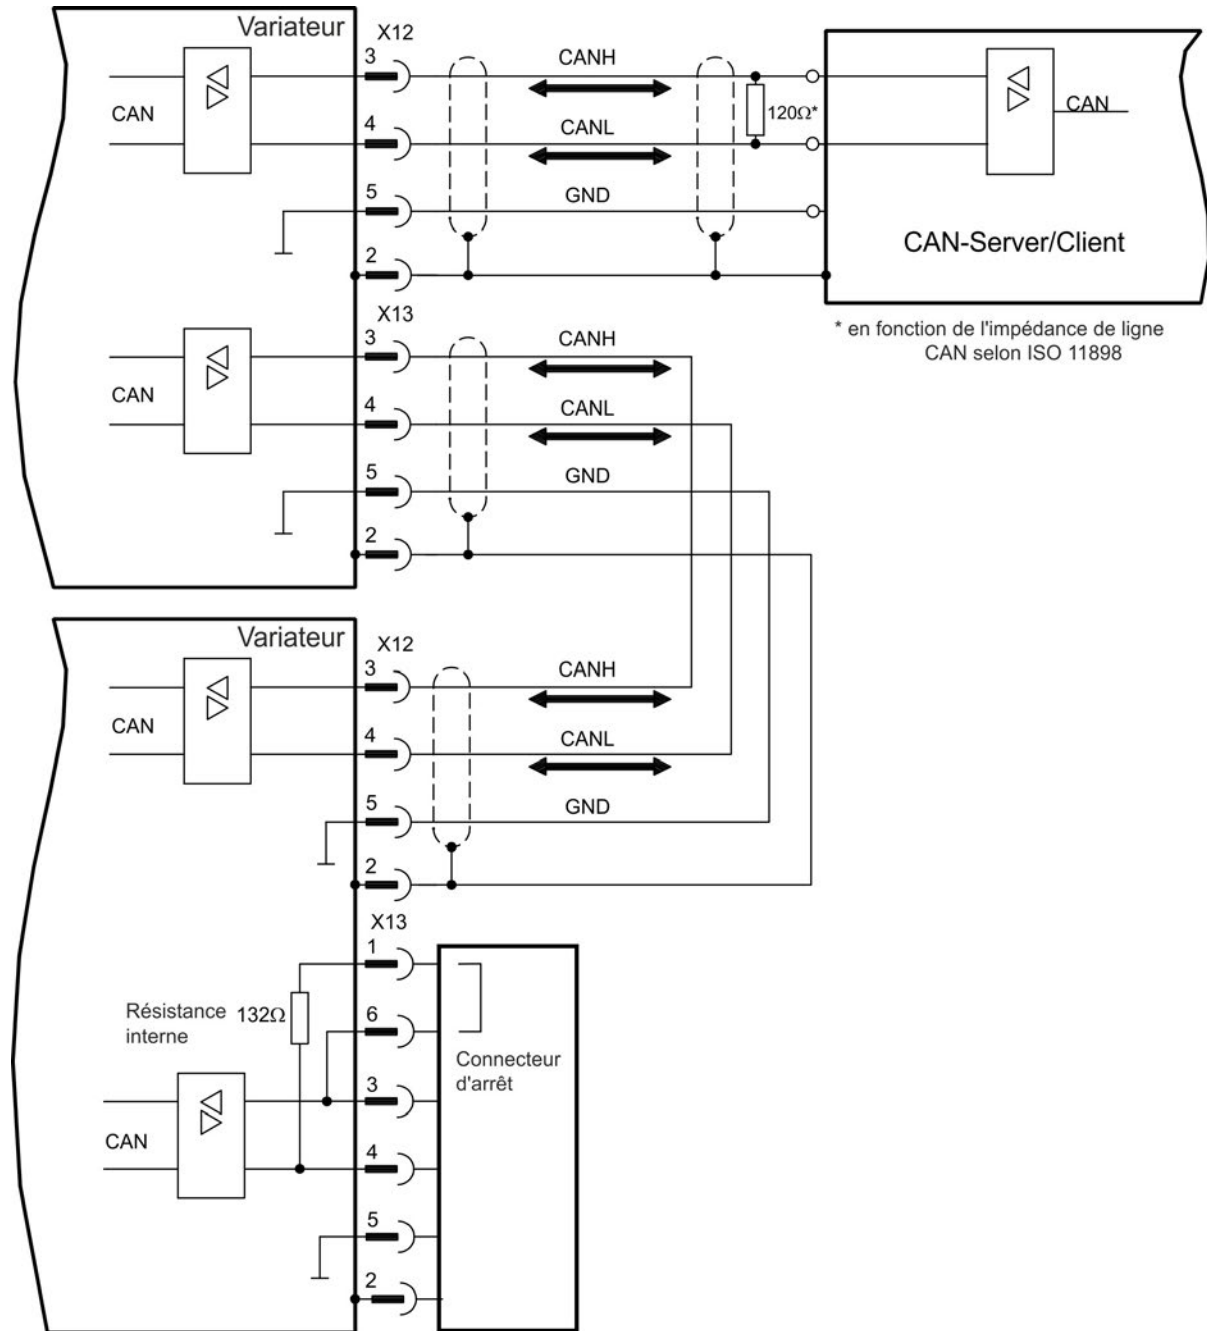 Variateur
X12
3
CANH
CAN
120Ω*
CAN
4
CANL
5
GND
CAN-Server/Client
2
X13
* en fonction de l'impédance de ligne
CAN selon ISO 11898
3
CANH
CAN
4
CANL
5
GND
2
Variateur
X12
3
CANH
CAN
4
CANL
5
GND
2
X13
1
Résistance
interne
132Ω
6
Connecteur
d'arrêt
3
CAN
4
5
2